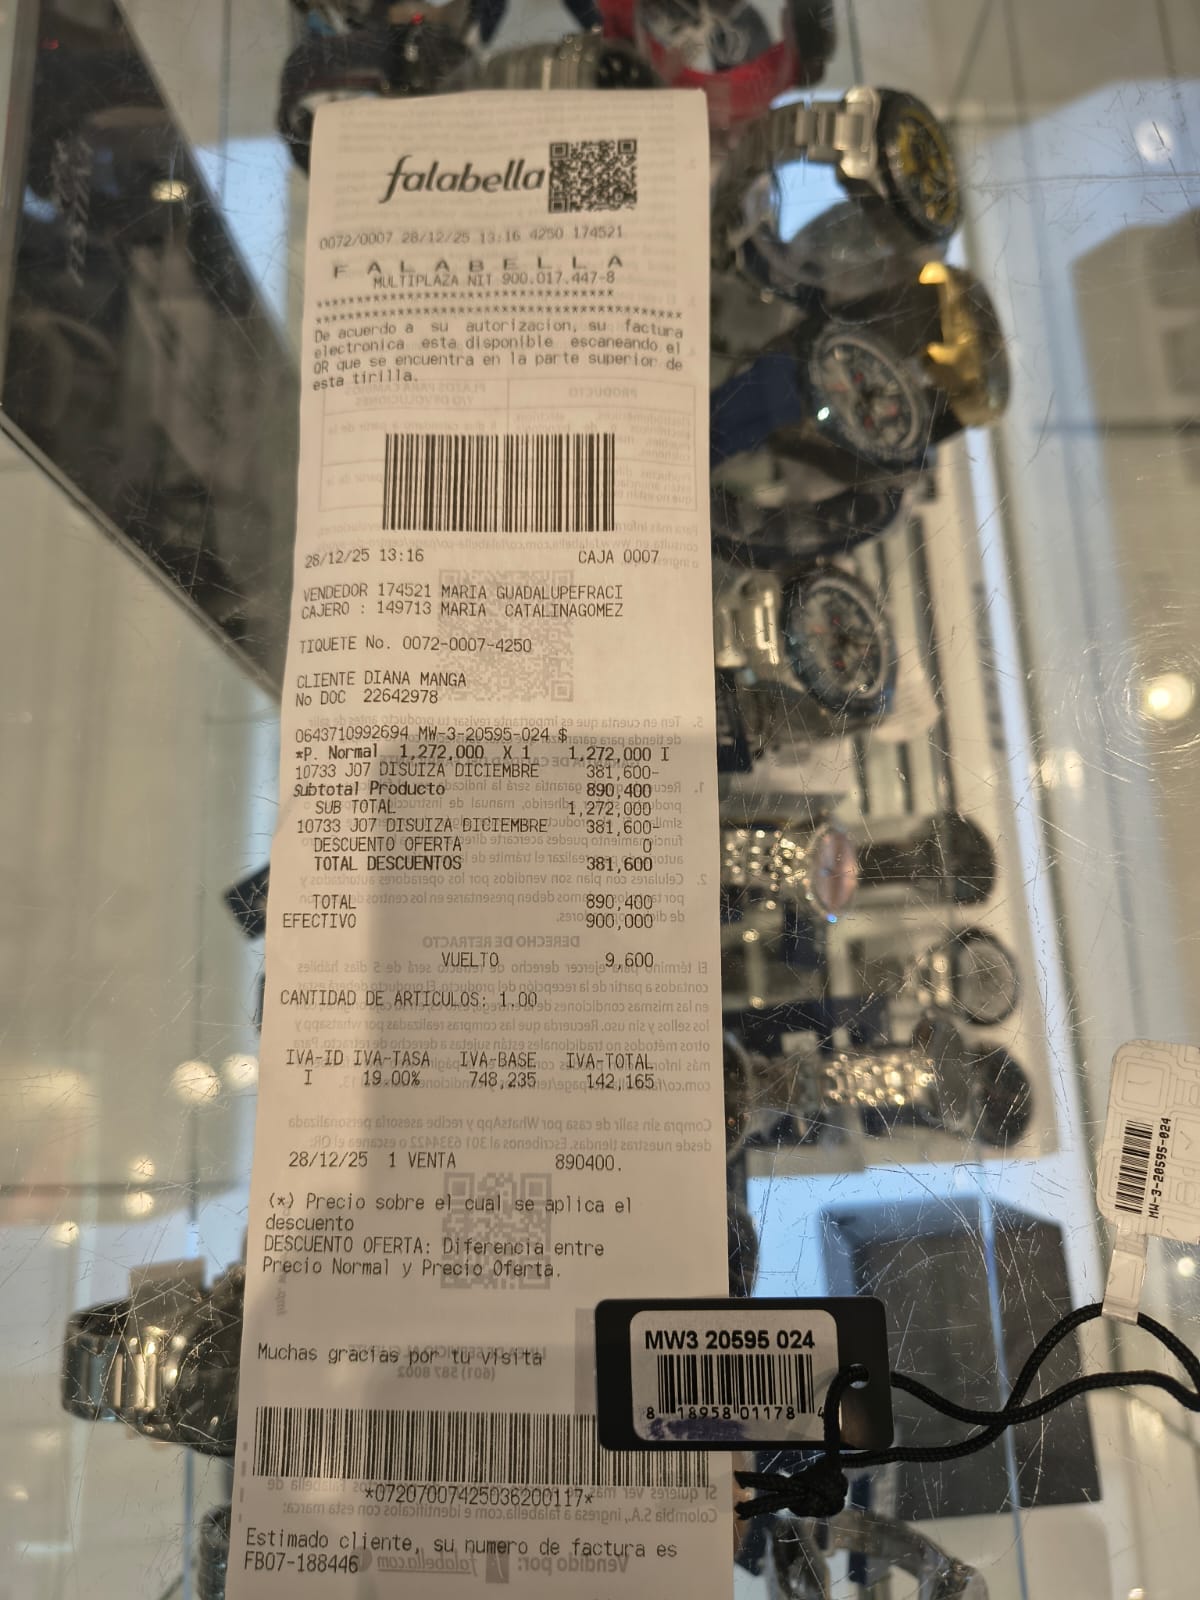 falabella
0072/0007 28/12/25 13:16 4250 174521
F A L A B E L L A
MULTIPLAZA NIT 900.017.447-8
De acuerdo a su autorizacion, su factura
electronica esta disponible escaneando el
QR que se encuentra en la parte superior de
esta tirilla.
28/12/25 13:16 CAJA 0007
VENDEDOR 174521 MARIA GUADALUPEFRACI
CAJERO : 149713 MARIA CATALINAGOMEZ
TIQUETE No. 0072-0007-4250
CLIENTE DIANA MANGA
No DOC 22642978
0643710992694 MW-3-20595-024 $
*P. Normal 1,272,000 X 1 1,272,000 I
10733 J07 DISUIZA DICIEMBRE 381,600-
Subtotal Producto 890,400
SUB TOTAL 1,272,000
10733 J07 DISUIZA DICIEMBRE 381,600-
DESCUENTO OFERTA 0
TOTAL DESCUENTOS 381,600
TOTAL 890,400
EFECTIVO 900,000
VUELTO 9,600
CANTIDAD DE ARTICULOS: 1.00
IVA-ID IVA-TASA IVA-BASE IVA-TOTAL
I 19.00% 748,235 142,165
28/12/25 1 VENTA 890400.
(*) Precio sobre el cual se aplica el
descuento
DESCUENTO OFERTA: Diferencia entre
Precio Normal y Precio Oferta.
Muchas gracias por tu visita
*072070074250362001 17*
Estimado cliente, su numero de factura es
FB07-188446
MW3 20595 024
8 18958 01178 4
MW-3-20595-024